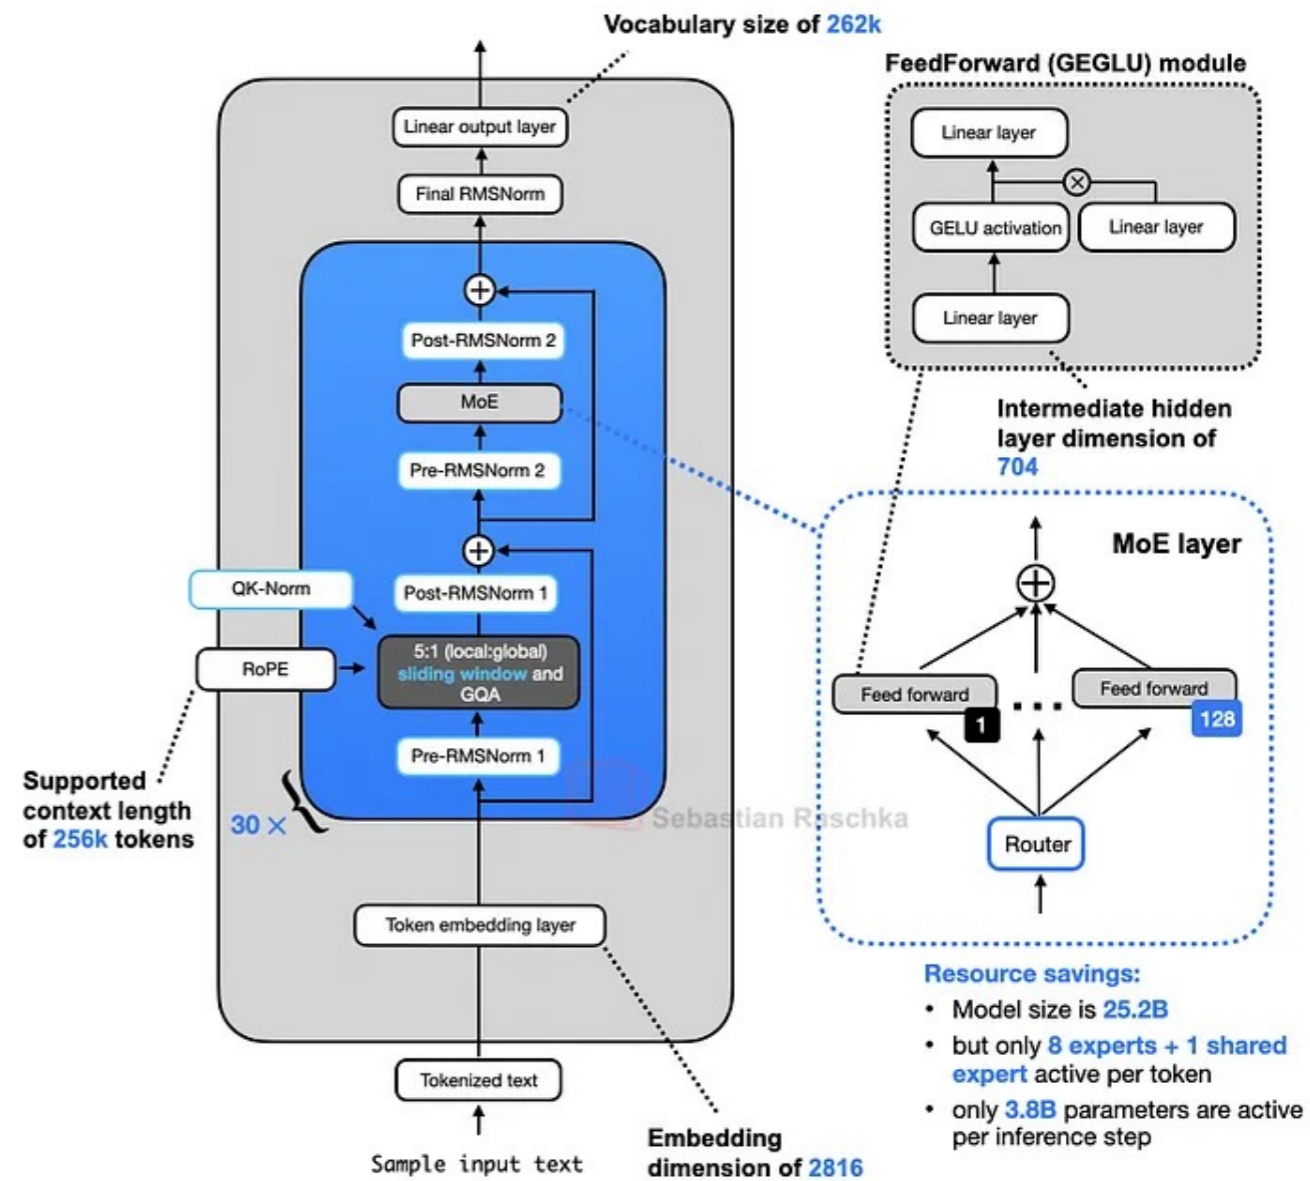 Vocabulary size of 262k
FeedForward (GEGLU) module
Linear output layer
Final RMSNorm
Post-RMSNorm 2
MoE
Pre-RMSNorm 2
Post-RMSNorm 1
QK-Norm
RoPE
5:1 (local:global)
sliding window and
GQA
Pre-RMSNorm 1
Supported
context length
of 256k tokens
30 ×
Sebastian Raschka
Token embedding layer
Tokenized text
Sample input text
Embedding
dimension of 2816
Linear layer
GELU activation
Linear layer
Linear layer
Intermediate hidden
layer dimension of
704
MoE layer
Feed forward
1
Feed forward
128
Router
Resource savings:
• Model size is 25.2B
• but only 8 experts + 1 shared
expert active per token
• only 3.8B parameters are active
per inference step